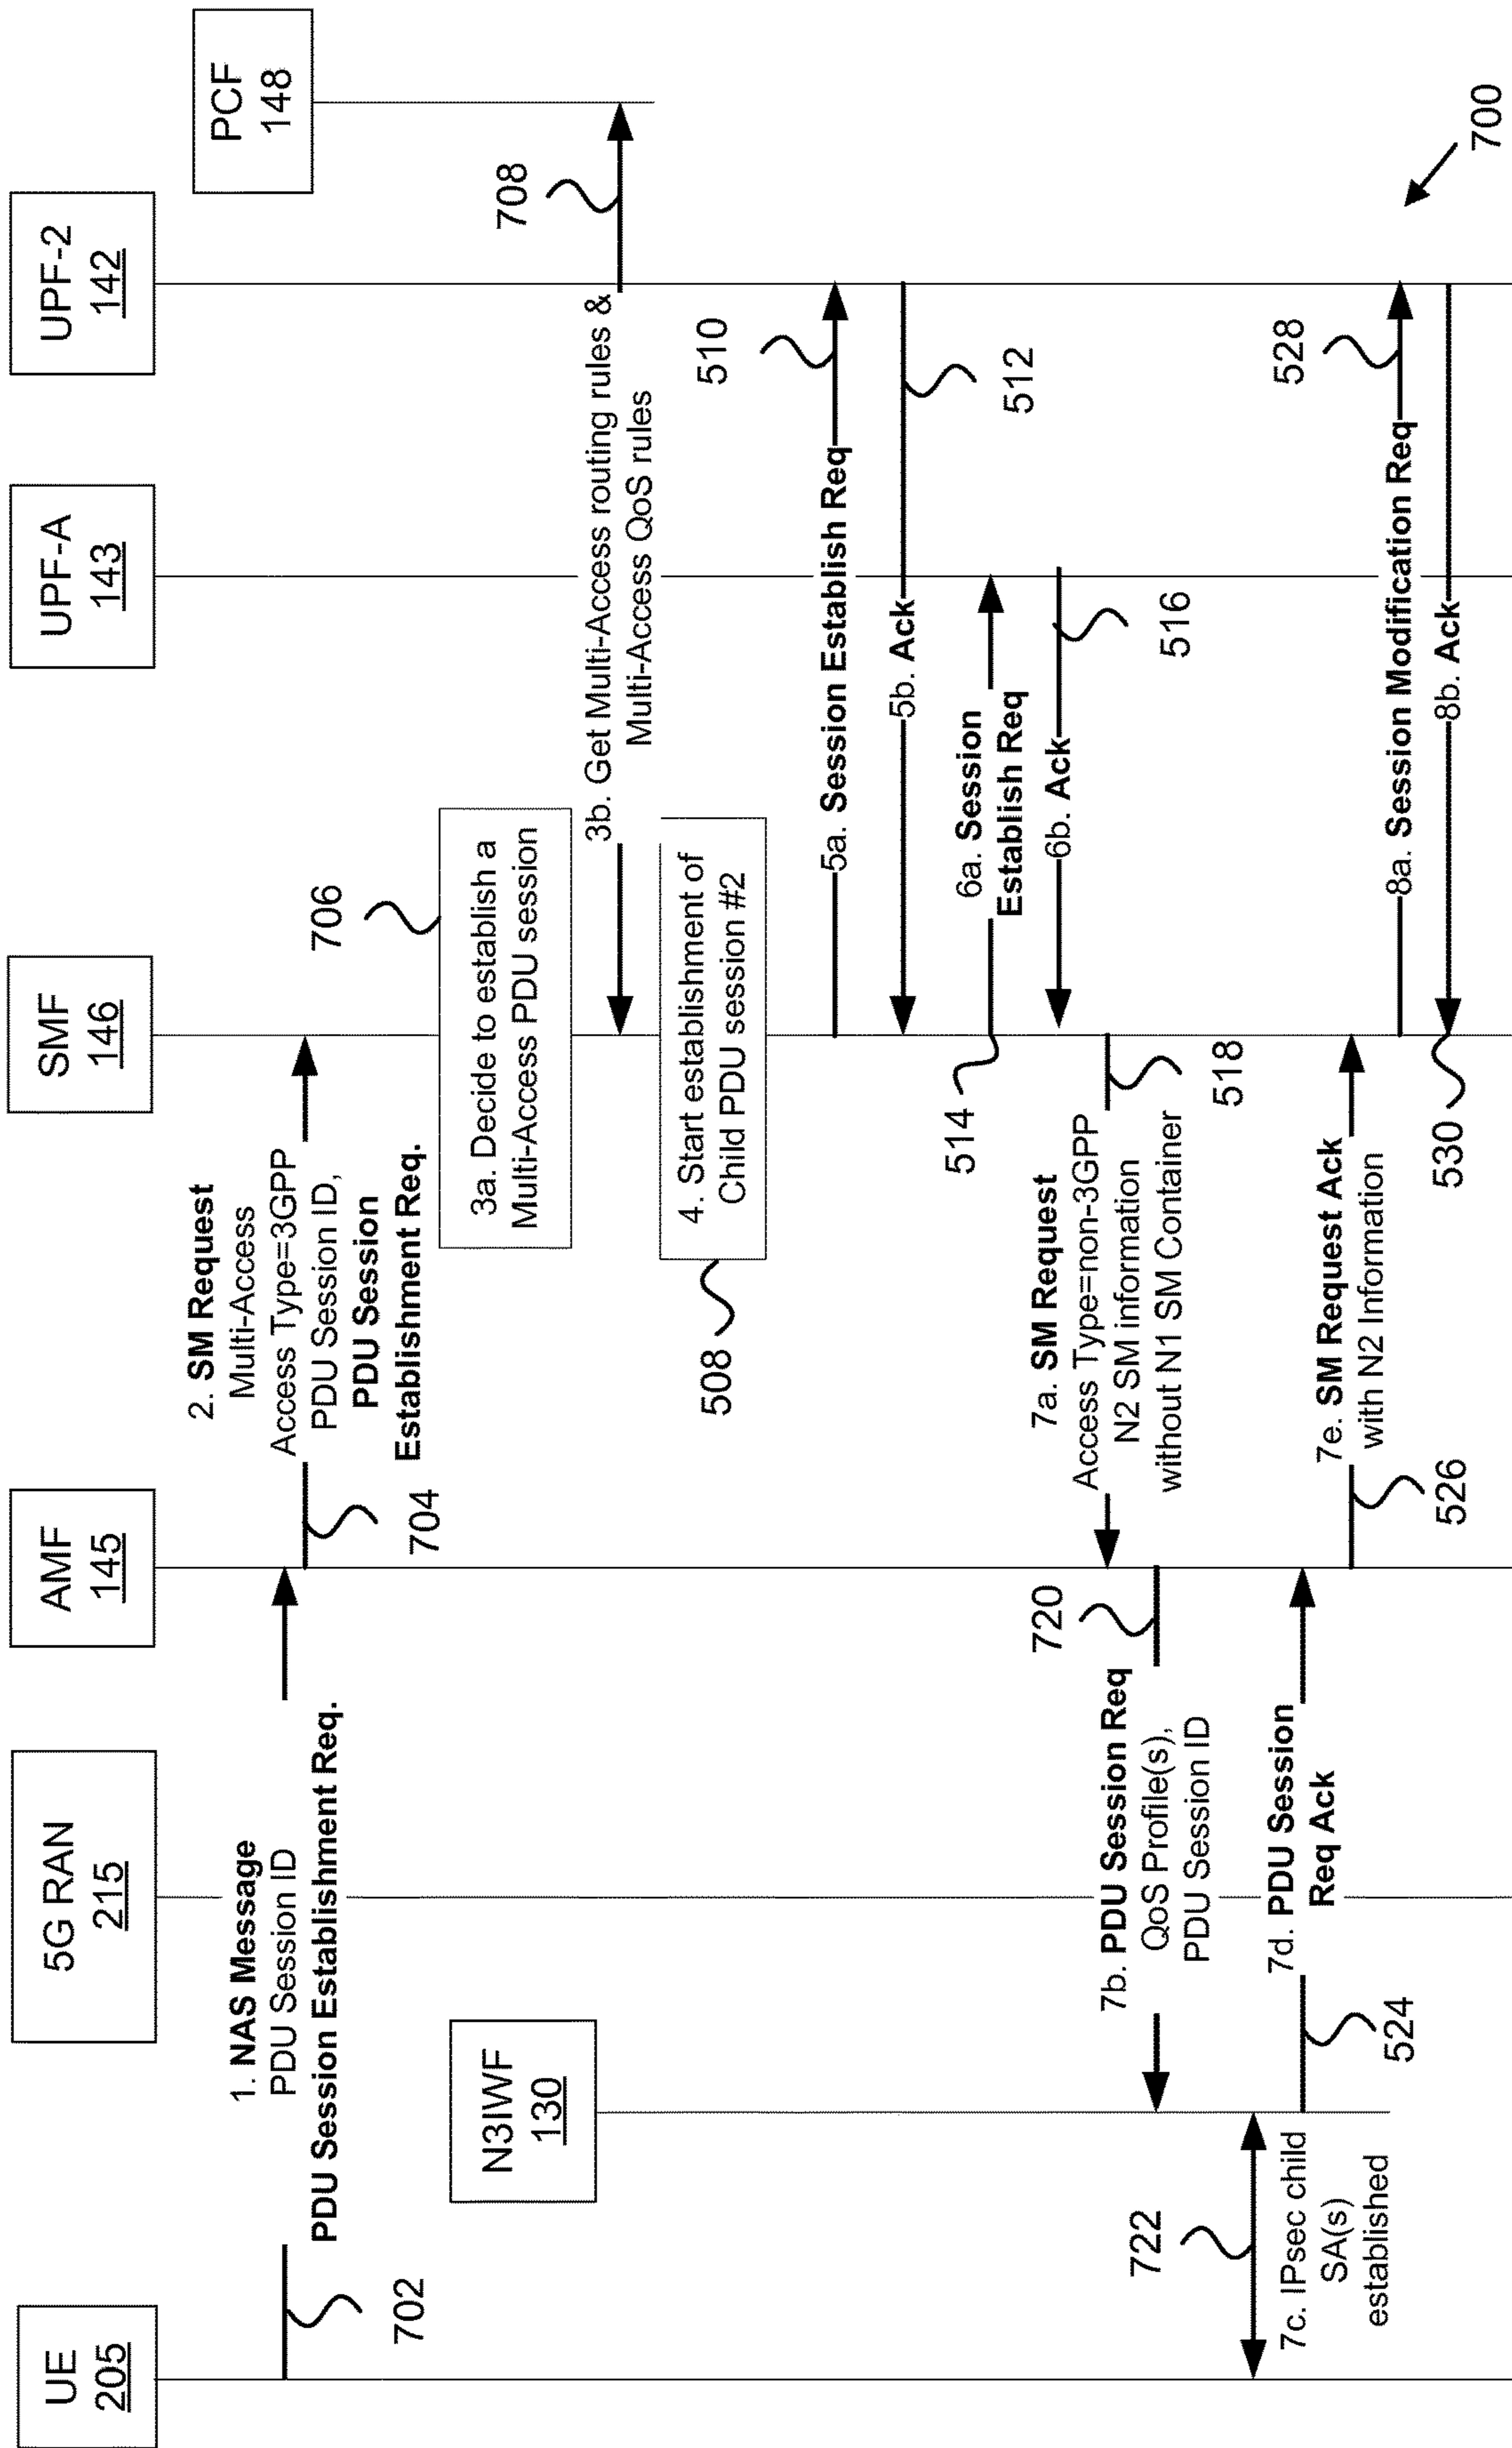 UE
205
5G RAN
215
AMF
145
SMF
146
UPF-A
143
UPF-2
142
N3IWF
130
PCF
148
1. NAS Message
PDU Session ID
PDU Session Establishment Req.
702
2. SM Request
Multi-Access
Access Type=3GPP
PDU Session ID,
PDU Session
Establishment Req.
704
3a. Decide to establish a
Multi-Access PDU session
706
3b. Get Multi-Access routing rules &
Multi-Access QoS rules
708
4. Start establishment of
Child PDU session #2
508
5a. Session Establish Req
510
5b. Ack
512
6a. Session
Establish Req
514
6b. Ack
516
7a. SM Request
Access Type=non-3GPP
N2 SM information
without N1 SM Container
518
7b. PDU Session Req
QoS Profile(s),
PDU Session ID
720
722
7c. IPsec child
SA(s)
established
7d. PDU Session
Req Ack
524
7e. SM Request Ack
with N2 Information
526
8a. Session Modification Req
528
8b. Ack
530
700